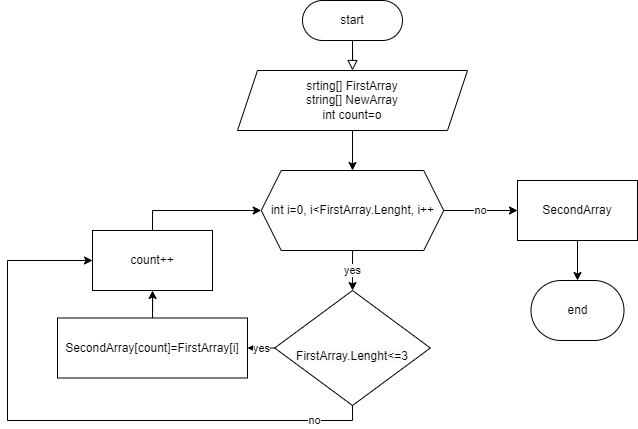 start
srting[] FirstArray
string[] NewArray
int count=o
int i=0, i<FirstArray.Lenght, i++
no
SecondArray
count++
yes
end
SecondArray[count]=FirstArray[i]
yes
FirstArray.Lenght<=3
no